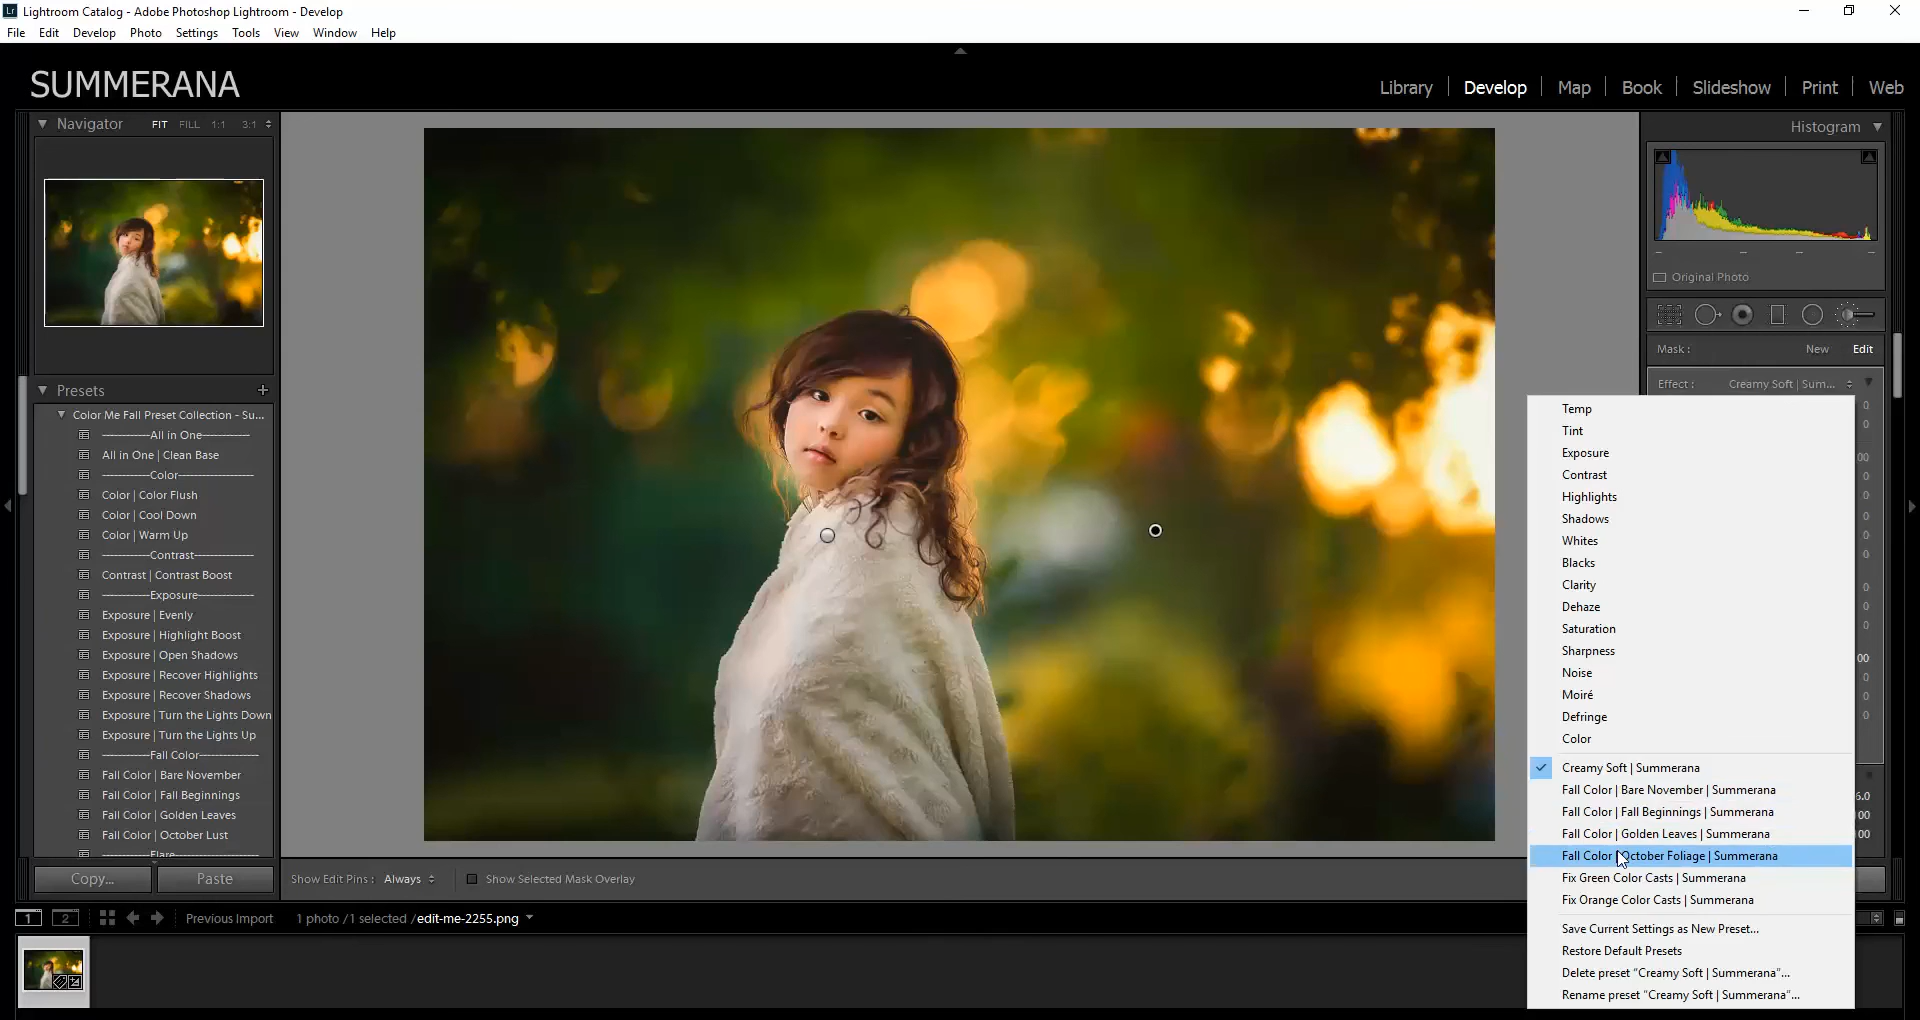 Lightroom Catalog - Adobe Photoshop Lightroom - Develop
File Edit Develop Photo Settings Tools View Window Help
SUMMERANA
Library | Develop | Map | Book | Slideshow | Print | Web
Navigator FIT FILL 1:1 3:1
Histogram
Original Photo
Mask : New Edit
Effect : Creamy Soft | Sum...
Presets +
Color Me Fall Preset Collection - Su...
------------All in One------------
All in One | Clean Base
------------Color------------
Color | Color Flush
Color | Cool Down
Color | Warm Up
------------Contrast------------
Contrast | Contrast Boost
------------Exposure------------
Exposure | Evenly
Exposure | Highlight Boost
Exposure | Open Shadows
Exposure | Recover Highlights
Exposure | Recover Shadows
Exposure | Turn the Lights Down
Exposure | Turn the Lights Up
------------Fall Color------------
Fall Color | Bare November
Fall Color | Fall Beginnings
Fall Color | Golden Leaves
Fall Color | October Lust
------------Flare------------
Temp
Tint
Exposure
Contrast
Highlights
Shadows
Whites
Blacks
Clarity
Dehaze
Saturation
Sharpness
Noise
Moiré
Defringe
Color
Creamy Soft | Summerana
Fall Color | Bare November | Summerana
Fall Color | Fall Beginnings | Summerana
Fall Color | Golden Leaves | Summerana
Fall Color | October Foliage | Summerana
Fix Green Color Casts | Summerana
Fix Orange Color Casts | Summerana
Save Current Settings as New Preset...
Restore Default Presets
Delete preset "Creamy Soft | Summerana"...
Rename preset "Creamy Soft | Summerana"...
Copy... Paste
Show Edit Pins : Always Show Selected Mask Overlay
1 2 Previous Import 1 photo / 1 selected / edit-me-2255.png